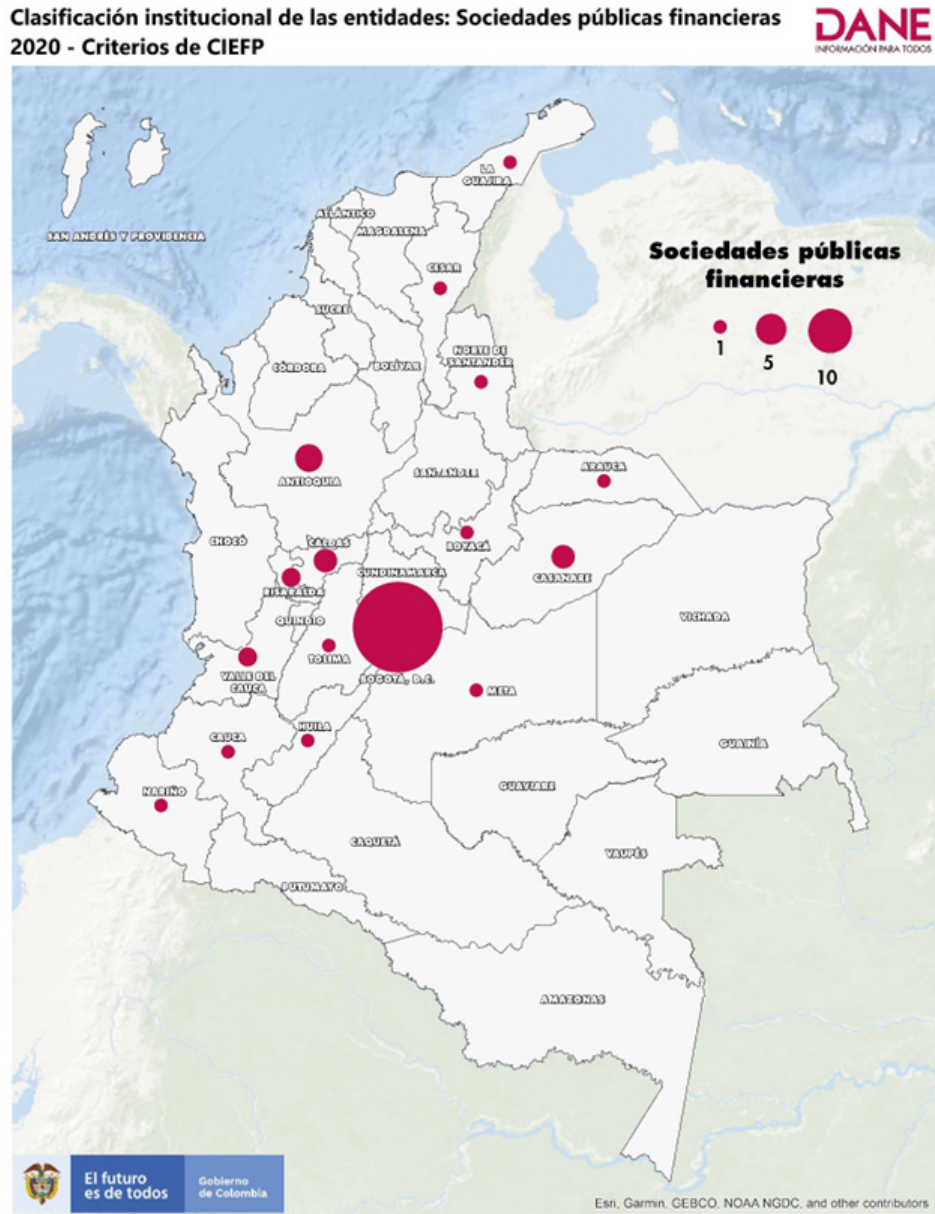 Clasificación institucional de las entidades: Sociedades públicas financieras
2020 - Criterios de CIEFP
DANE
INFORMACIÓN PARA TODOS
LA
GUAJIRA
ATLÁNTICO
MAGDALENA
SAN ANDRÉS Y PROVIDENCIA
Sociedades públicas
financieras
1
5
10
CESAR
SUCRE
NORTE DE
SANTANDER
CÓRDOBA
BOLÍVAR
ANTIOQUIA
SANTANDER
ARAUCA
CHOCÓ
CALDAS
BOYACÁ
CUNDINAMARCA
CASANARE
RISARALDA
QUINDIO
VICHADA
TOLIMA
VALLE DEL
CAUCA
BOGOTÁ, D.C.
META
HUILA
CAUCA
GUAINÍA
NARIÑO
GUAVIARE
CAQUETÁ
VAUPÉS
PUTUMAYO
AMAZONAS
El futuro
es de todos
Gobierno
de Colombia
Esri, Garmin, GEBCO, NOAA NGDC, and other contributors